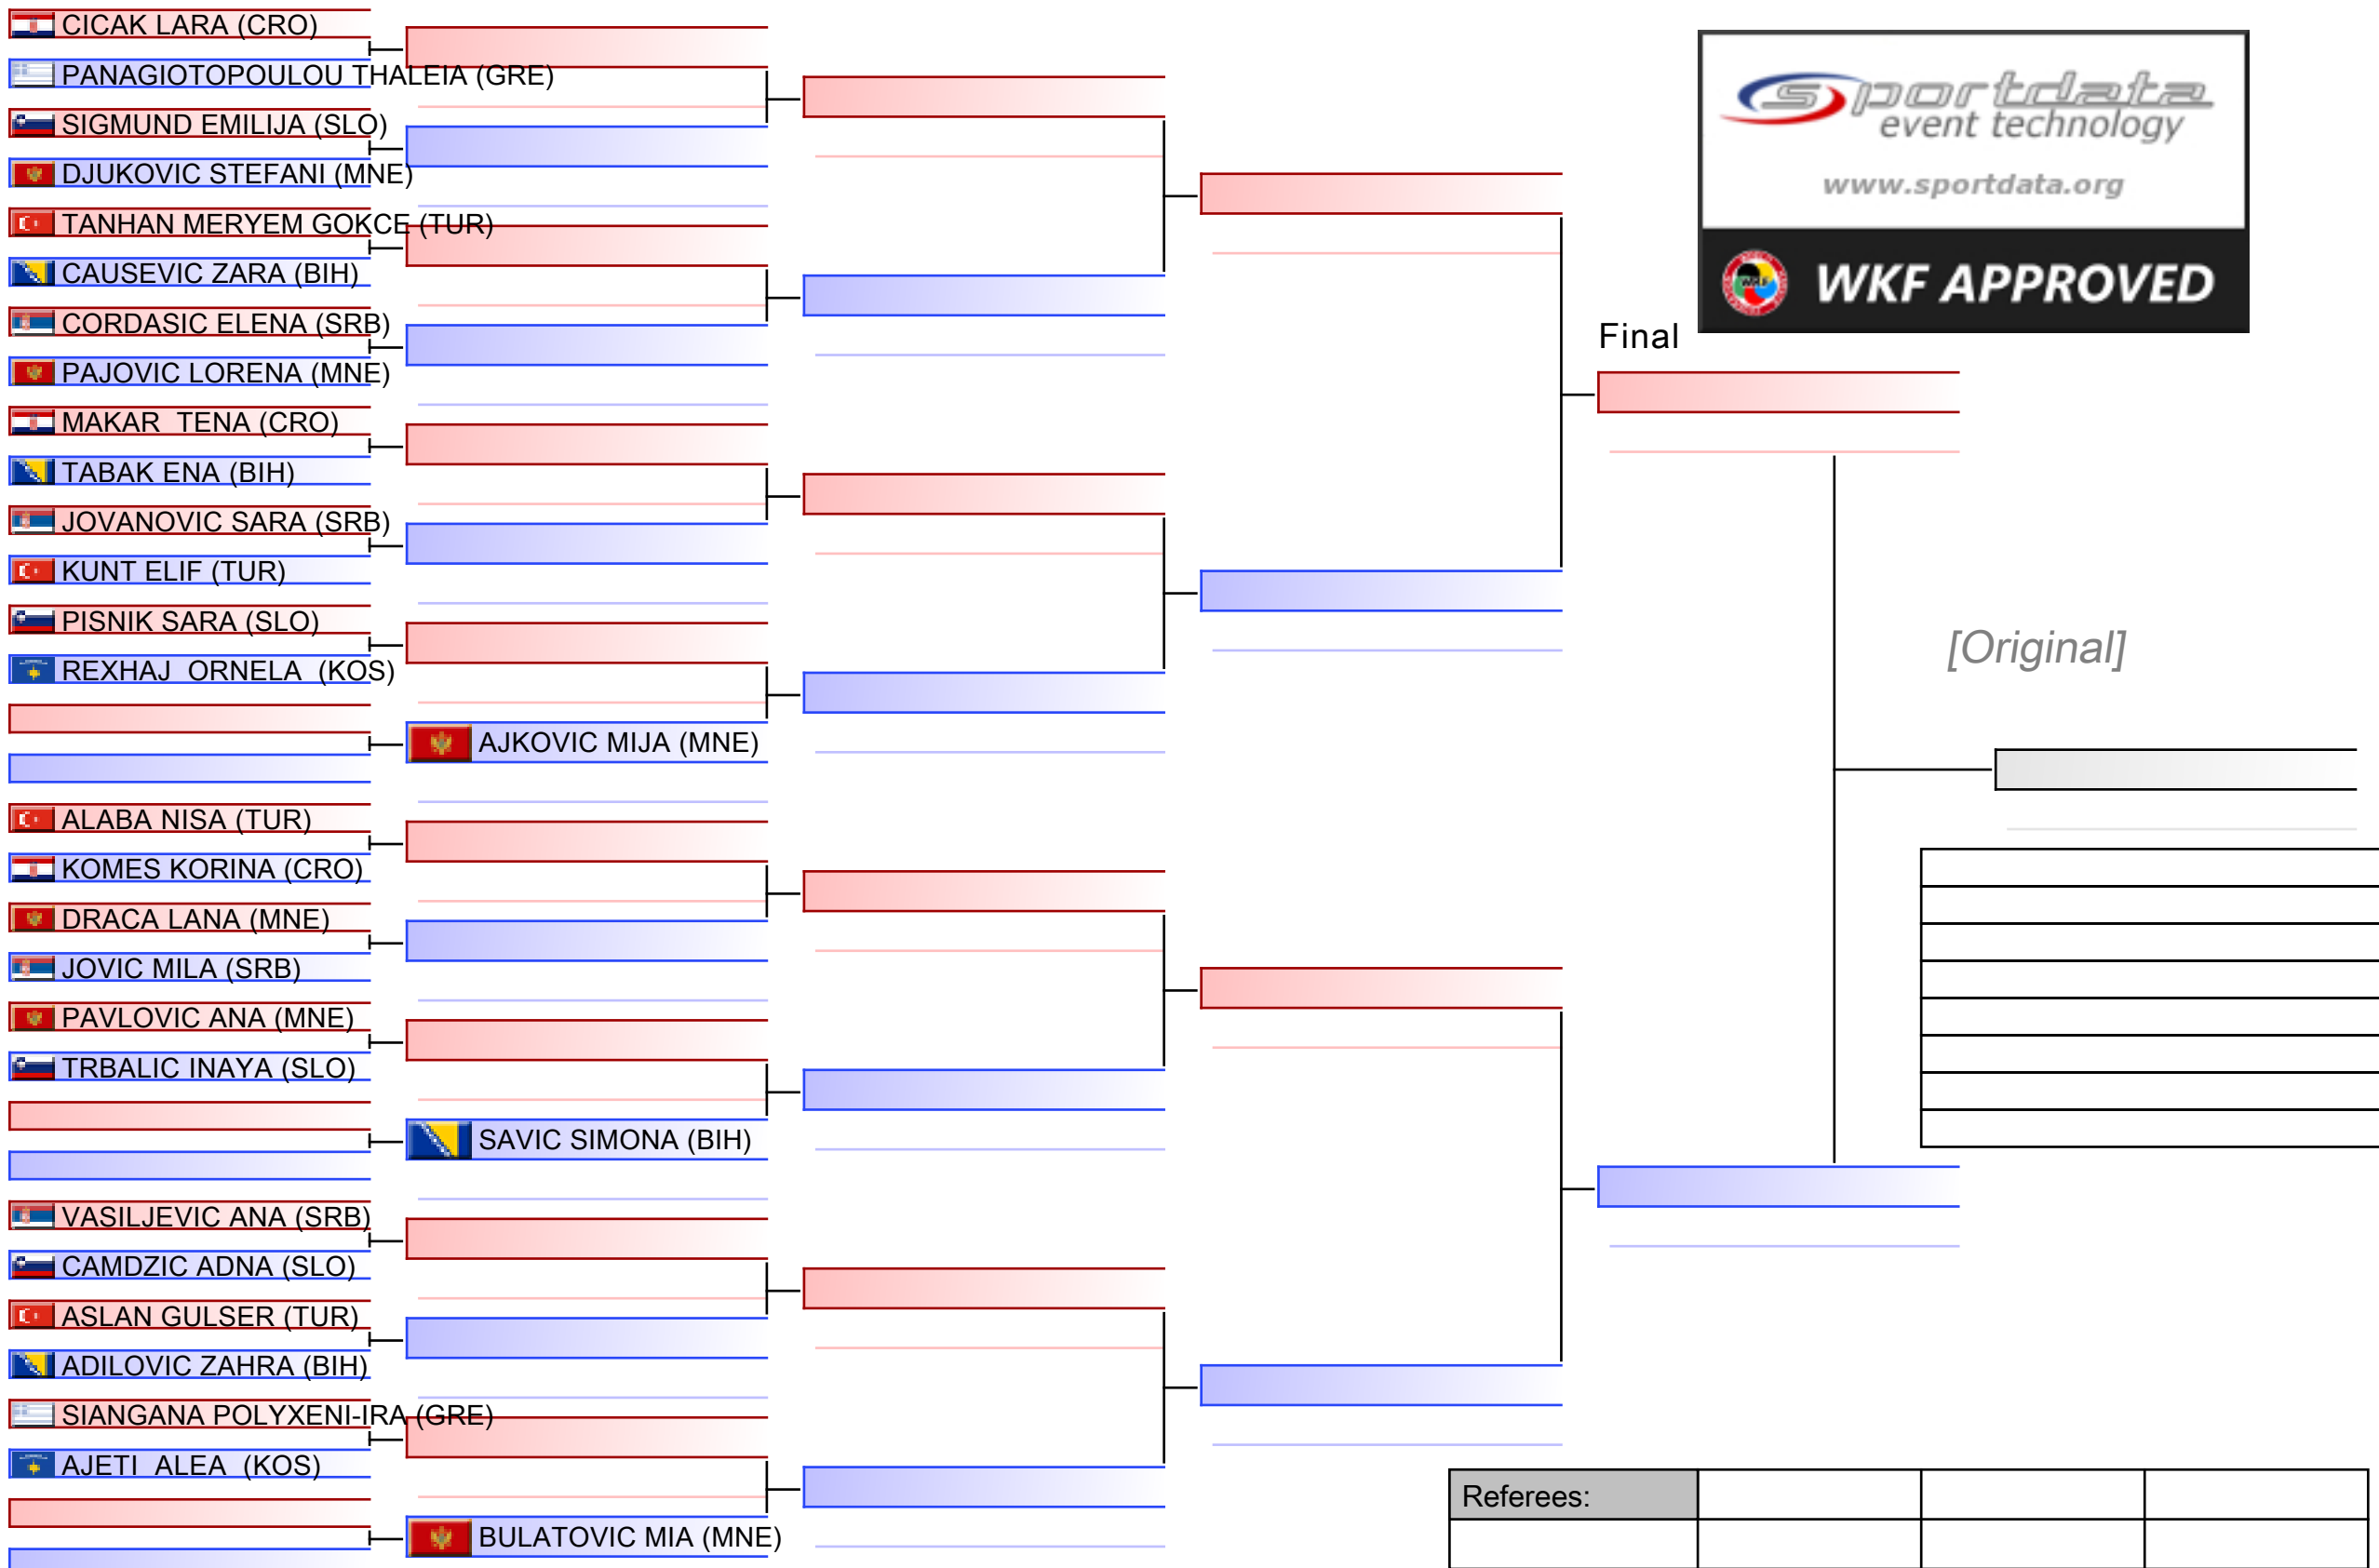 CICAK LARA (CRO)
PANAGIOTOPOULOU THALEIA (GRE)
SIGMUND EMILIJA (SLO)
DJUKOVIC STEFANI (MNE)
TANHAN MERYEM GOKCE (TUR)
CAUSEVIC ZARA (BIH)
CORDASIC ELENA (SRB)
PAJOVIC LORENA (MNE)
MAKAR  TENA (CRO)
TABAK ENA (BIH)
JOVANOVIC SARA (SRB)
KUNT ELIF (TUR)
PISNIK SARA (SLO)
REXHAJ  ORNELA  (KOS)
AJKOVIC MIJA (MNE)
ALABA NISA (TUR)
KOMES KORINA (CRO)
DRACA LANA (MNE)
JOVIC MILA (SRB)
PAVLOVIC ANA (MNE)
TRBALIC INAYA (SLO)
SAVIC SIMONA (BIH)
VASILJEVIC ANA (SRB)
CAMDZIC ADNA (SLO)
ASLAN GULSER (TUR)
ADILOVIC ZAHRA (BIH)
SIANGANA POLYXENI-IRA (GRE)
AJETI  ALEA  (KOS)
BULATOVIC MIA (MNE)
sportdata
event technology
www.sportdata.org
WKF APPROVED
Final
[Original]
Referees: